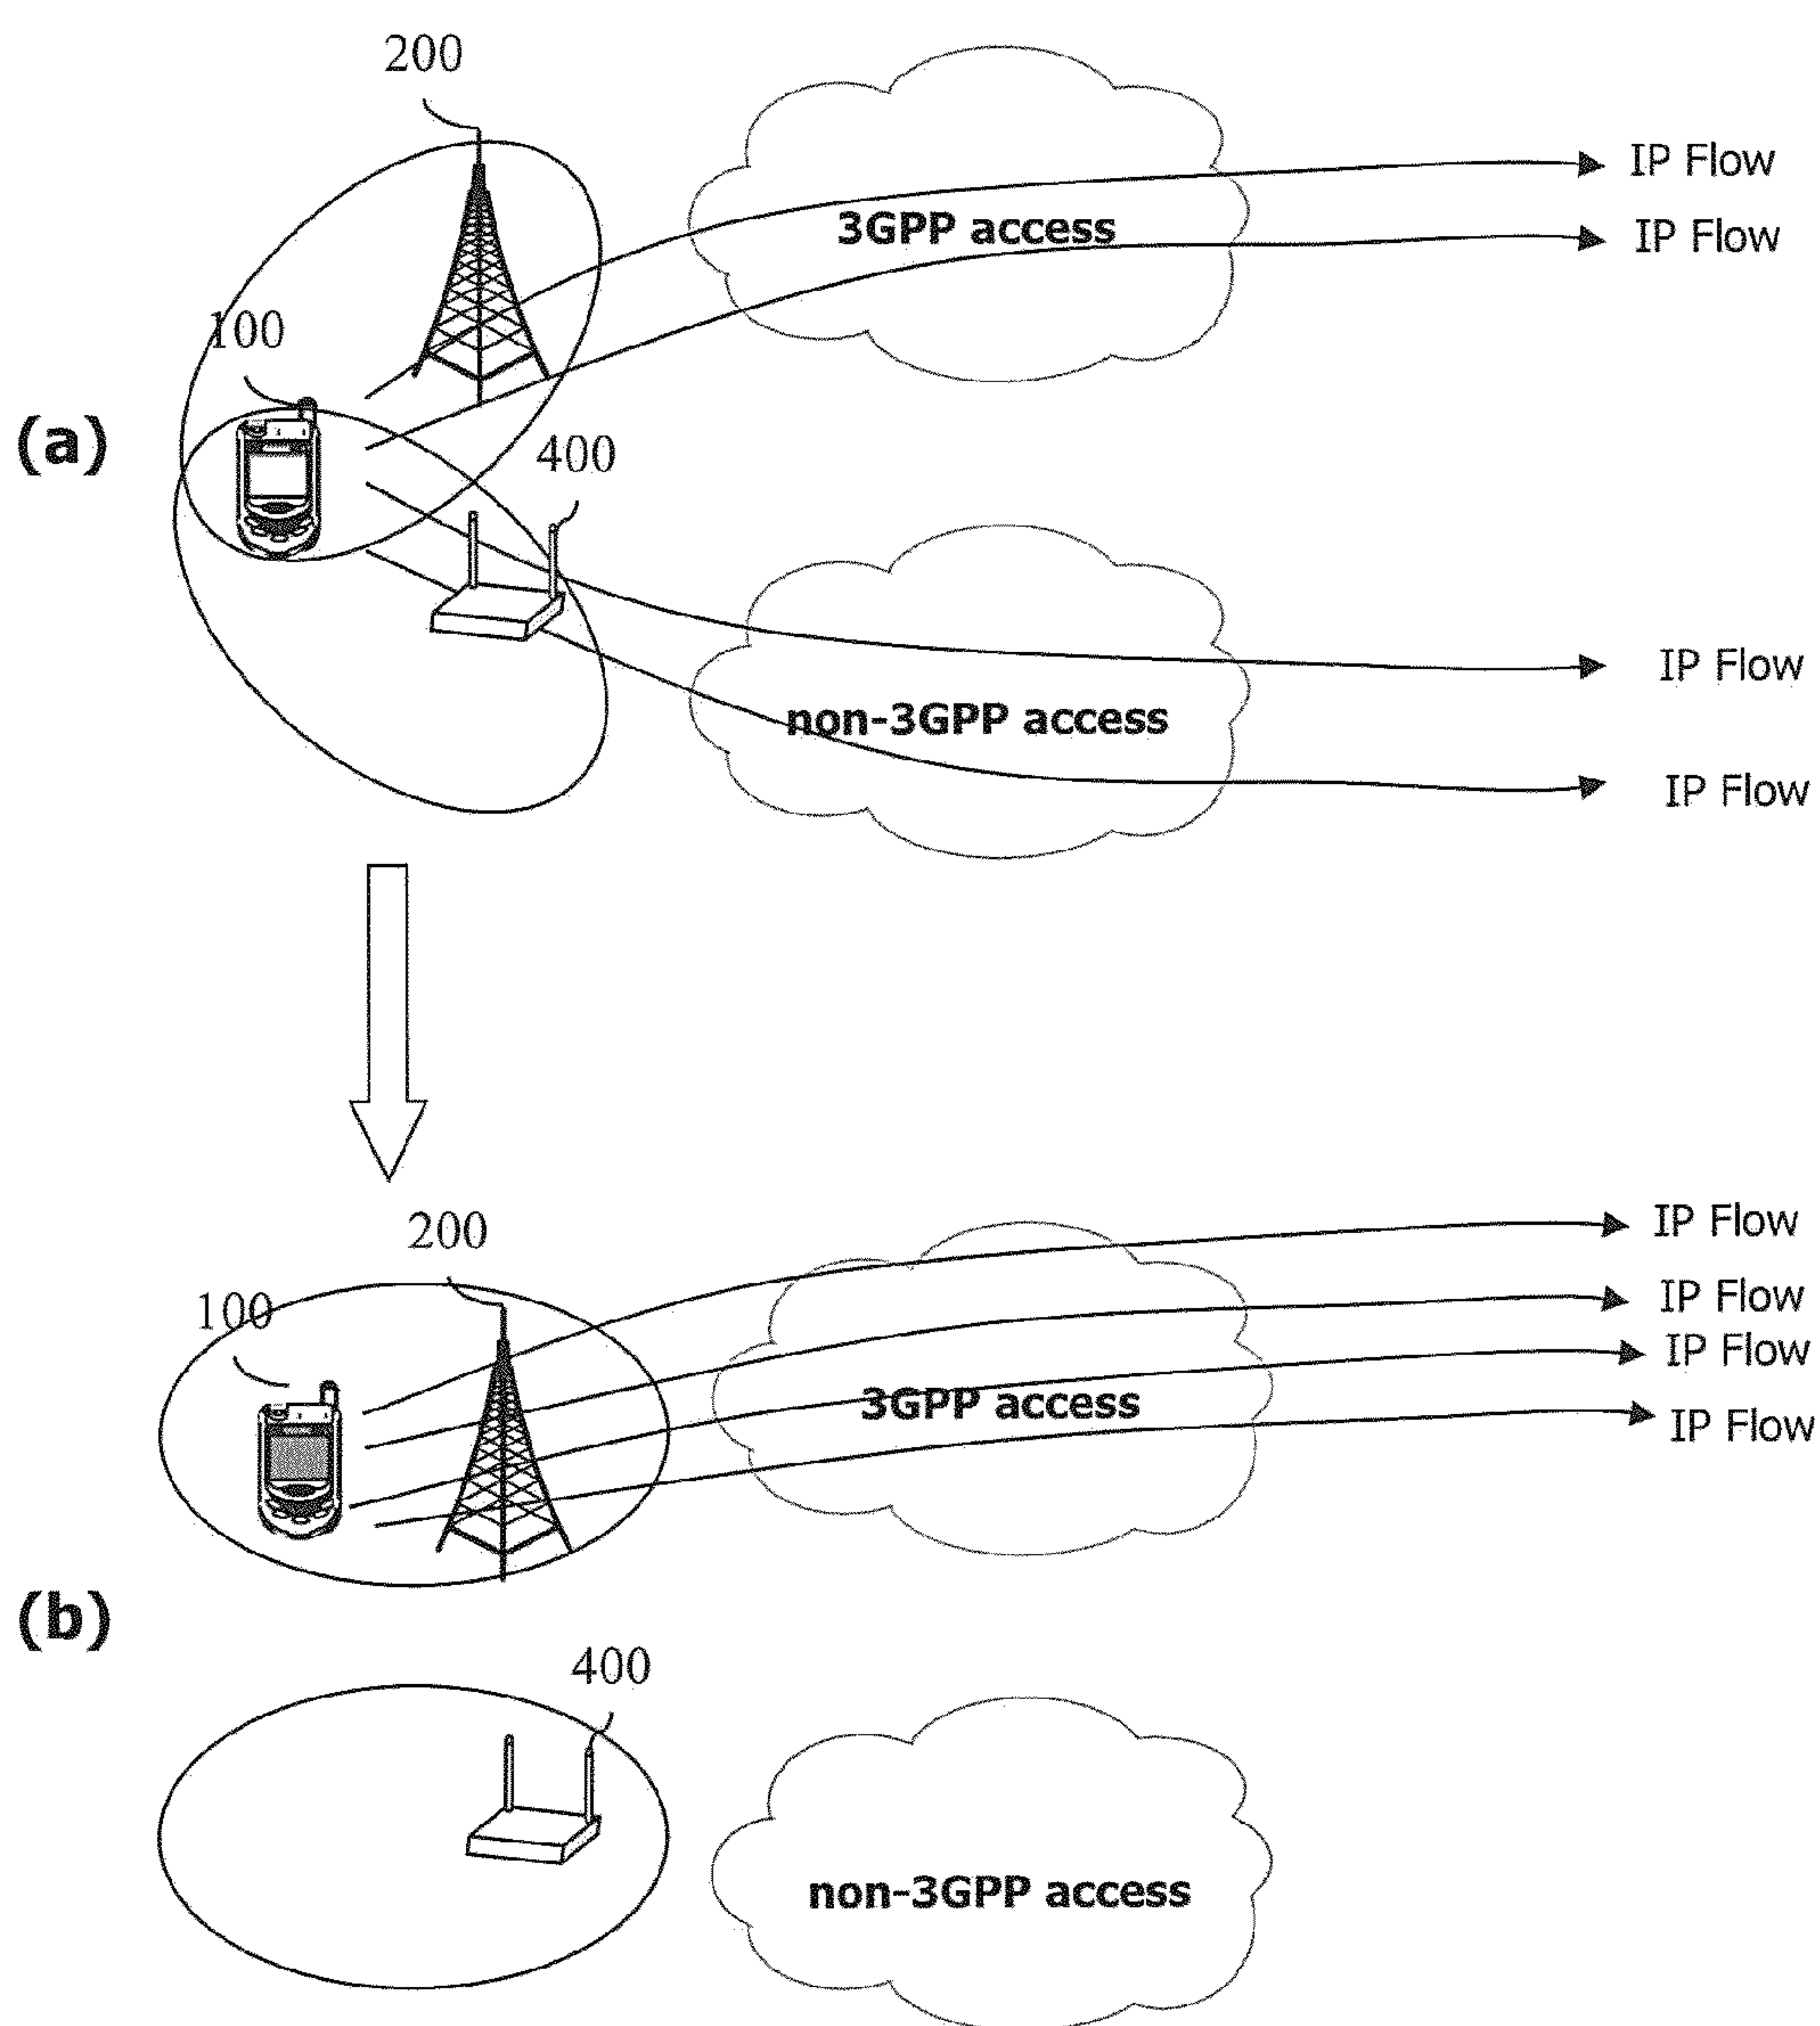 200
IP Flow
3GPP access
IP Flow
100
(a)
400
IP Flow
non-3GPP access
IP Flow
200
IP Flow
100
IP Flow
IP Flow
3GPP access
IP Flow
(b)
400
non-3GPP access